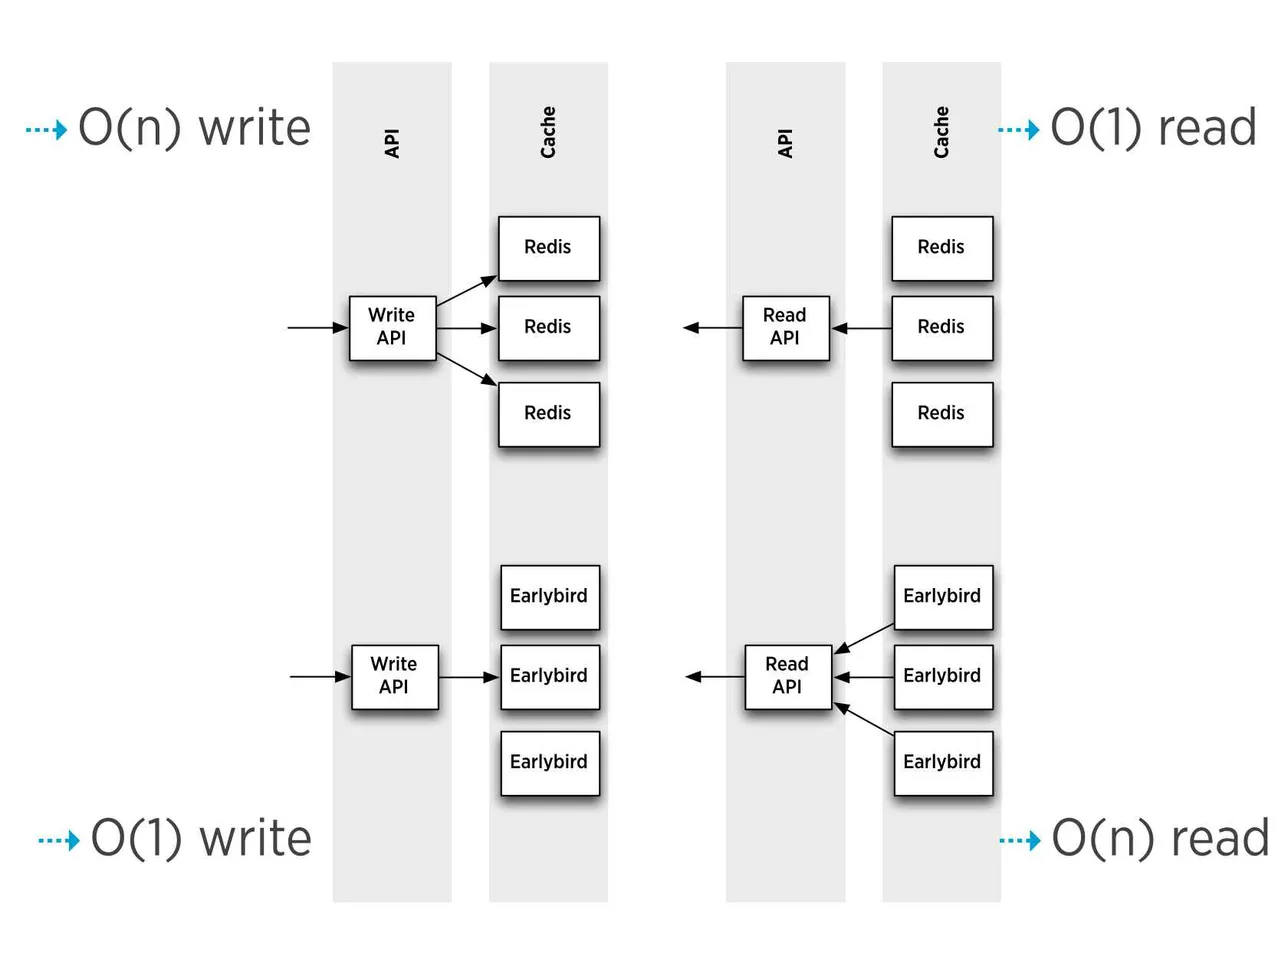 O(n) write
API
Cache
API
Cache
O(1) read
Redis
Redis
Write
API
Redis
Read
API
Redis
Redis
Redis
Earlybird
Earlybird
Write
API
Earlybird
Read
API
Earlybird
Earlybird
Earlybird
O(1) write
O(n) read